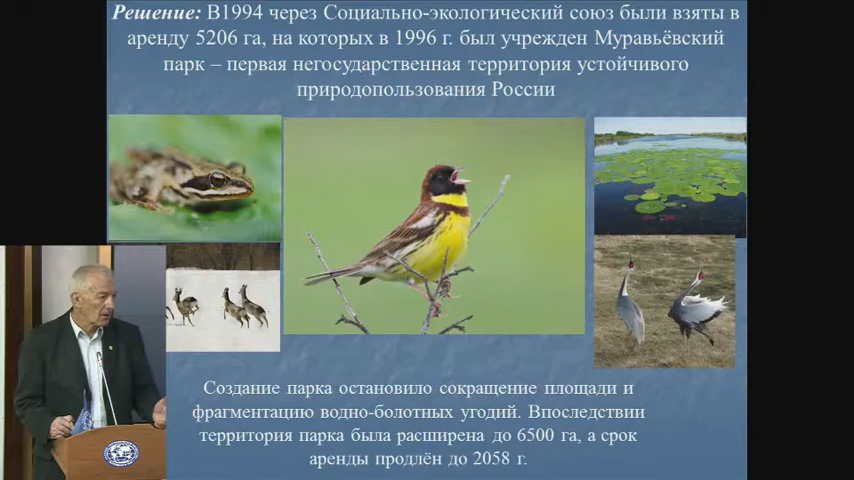 Решение: В1994 через Социально-экологический союз были взяты в
аренду 5206 га, на которых в 1996 г. был учрежден Муравьёвский
парк – первая негосударственная территория устойчивого
природопользования России
Создание парка остановило сокращение площади и
фрагментацию водно-болотных угодий. Впоследствии
территория парка была расширена до 6500 га, а срок
аренды продлён до 2058 г.